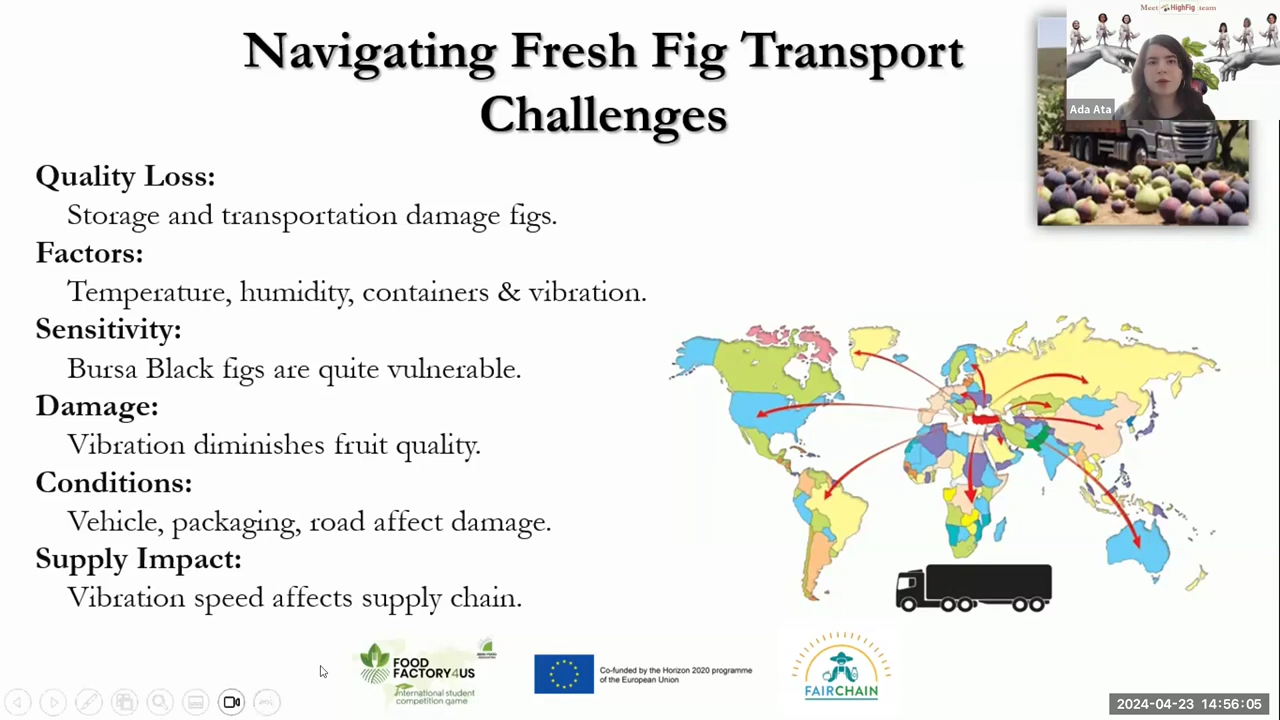 Navigating Fresh Fig Transport
Challenges
Meet HighFig team
Ada Ata
Quality Loss:
Storage and transportation damage figs.
Factors:
Temperature, humidity, containers & vibration.
Sensitivity:
Bursa Black figs are quite vulnerable.
Damage:
Vibration diminishes fruit quality.
Conditions:
Vehicle, packaging, road affect damage.
Supply Impact:
Vibration speed affects supply chain.
FOOD
FACTORY4US
international student
competition game
Co-funded by the Horizon 2020 programme
of the European Union
FAIRCHAIN
2024-04-23 14:56:05